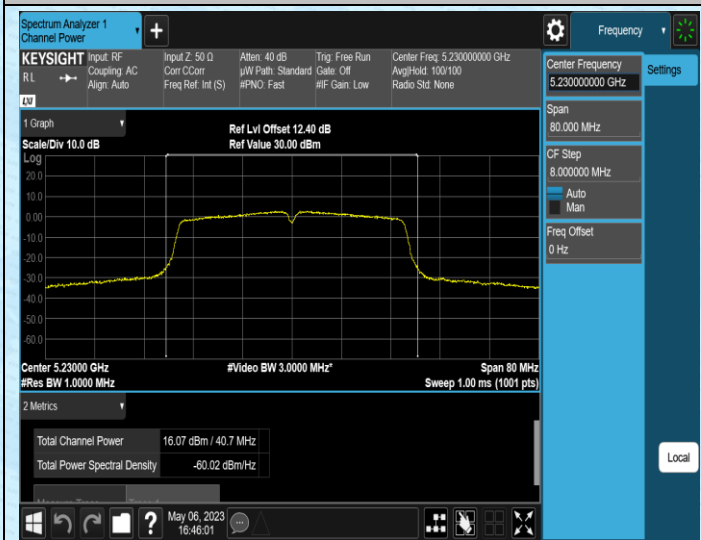 Spectrum Analyzer 1
Channel Power
Frequency
KEYSIGHT
R L
LXI
Input: RF
Coupling: AC
Align: Auto
Input Z: 50 Ω
Corr CCorr
Freq Ref: Int (S)
Atten: 40 dB
µW Path: Standard
#PNO: Fast
Trig: Free Run
Gate: Off
#IF Gain: Low
Center Freq: 5.230000000 GHz
Avg|Hold: 100/100
Radio Std: None
Center Frequency
5.230000000 GHz
Settings
Span
80.000 MHz
CF Step
8.000000 MHz
Auto
Man
Freq Offset
0 Hz
1 Graph
Scale/Div 10.0 dB
Ref Lvl Offset 12.40 dB
Ref Value 30.00 dBm
Log
20.0
10.0
0.00
-10.0
-20.0
-30.0
-40.0
-50.0
-60.0
Center 5.23000 GHz
#Video BW 3.0000 MHz*
Span 80 MHz
#Res BW 1.0000 MHz
Sweep 1.00 ms (1001 pts)
2 Metrics
Total Channel Power 16.07 dBm / 40.7 MHz
Total Power Spectral Density -60.02 dBm/Hz
Local
?
May 06, 2023
16:46:01